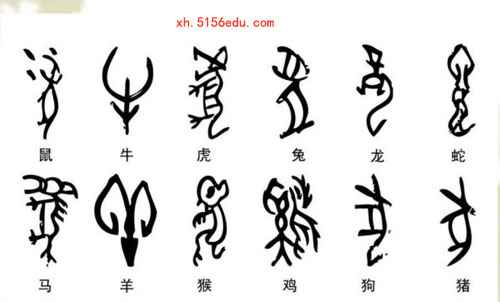 xh.5156edu.com
鼠 牛 虎 兔 龙 蛇
马 羊 猴 鸡 狗 猪